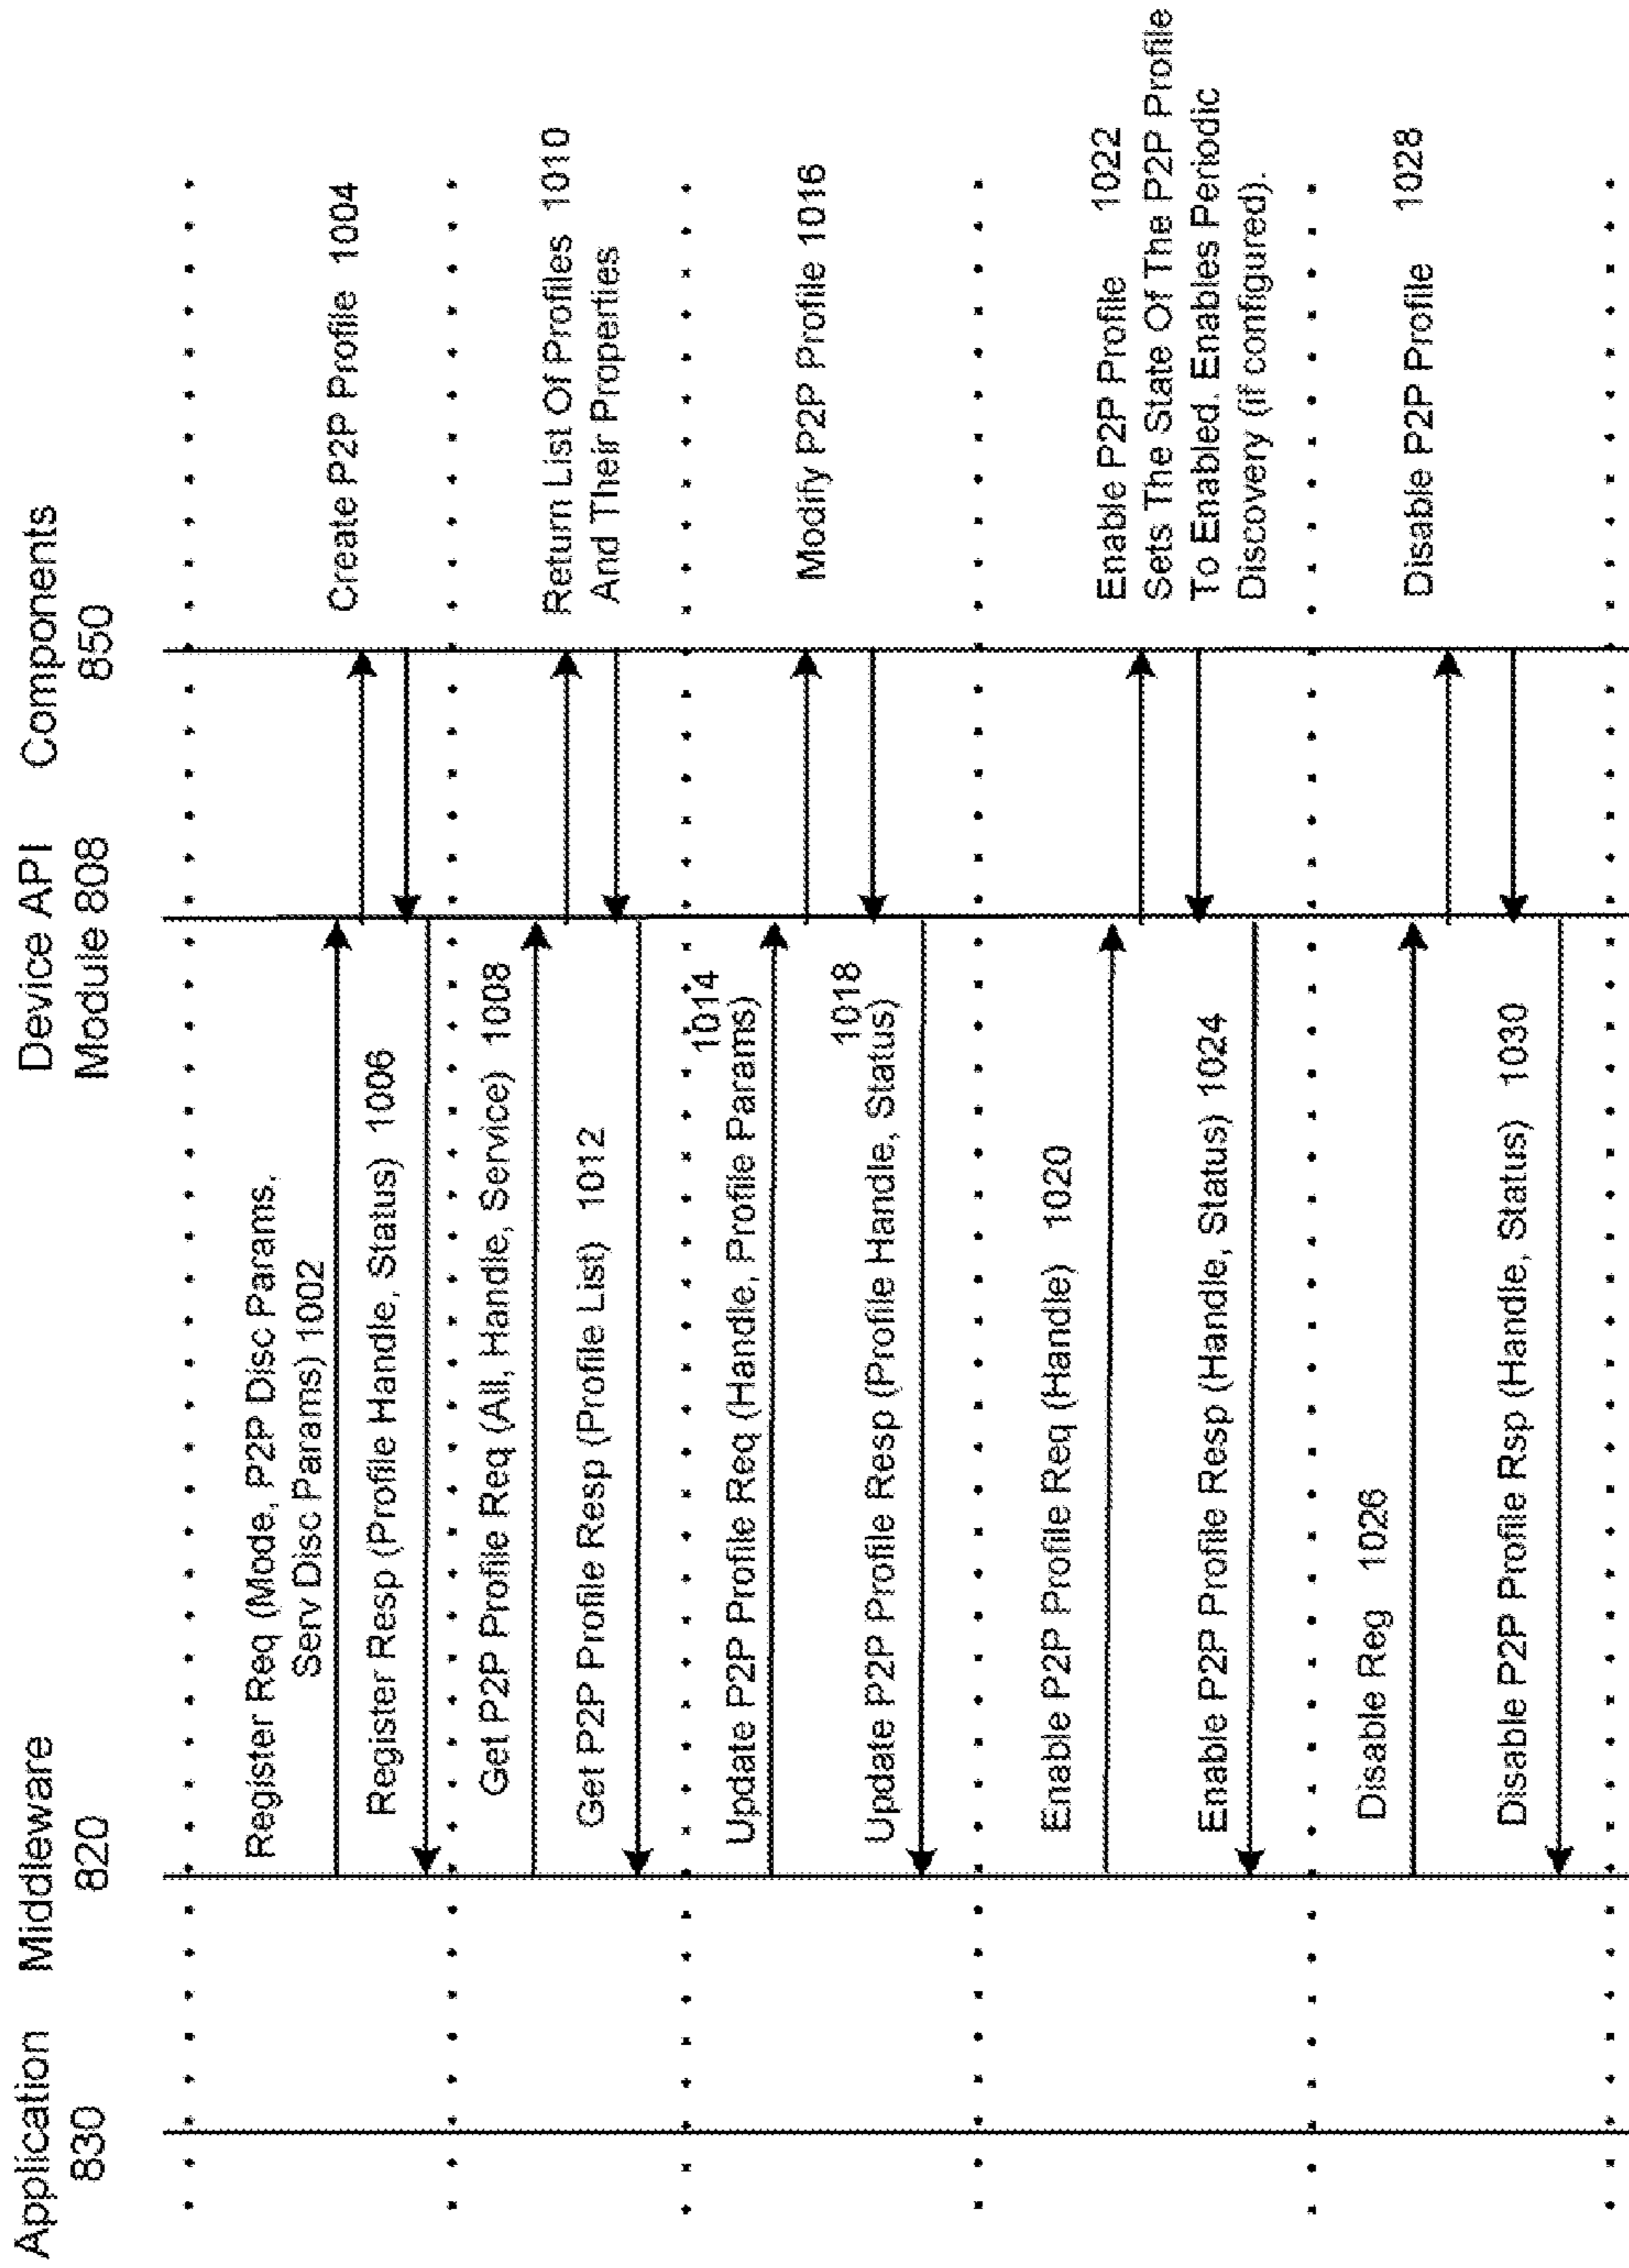 Application
830
Middleware
820
Device API
Module 808
Components
850
Register Req (Mode, P2P Disc Params,
Serv Disc Params) 1002
Create P2P Profile 1004
Register Resp (Profile Handle, Status) 1006
Get P2P Profile Req (All, Handle, Service) 1008
Return List Of Profiles 1010
And Their Properties
Get P2P Profile Resp (Profile List) 1012
1014
Update P2P Profile Req (Handle, Profile Params)
Modify P2P Profile 1016
1018
Update P2P Profile Resp (Profile Handle, Status)
Enable P2P Profile Req (Handle) 1020
Enable P2P Profile 1022
Sets The State Of The P2P Profile
To Enabled. Enables Periodic
Discovery (if configured).
Enable P2P Profile Resp (Handle, Status) 1024
Disable Reg 1026
Disable P2P Profile 1028
Disable P2P Profile Rsp (Handle, Status) 1030